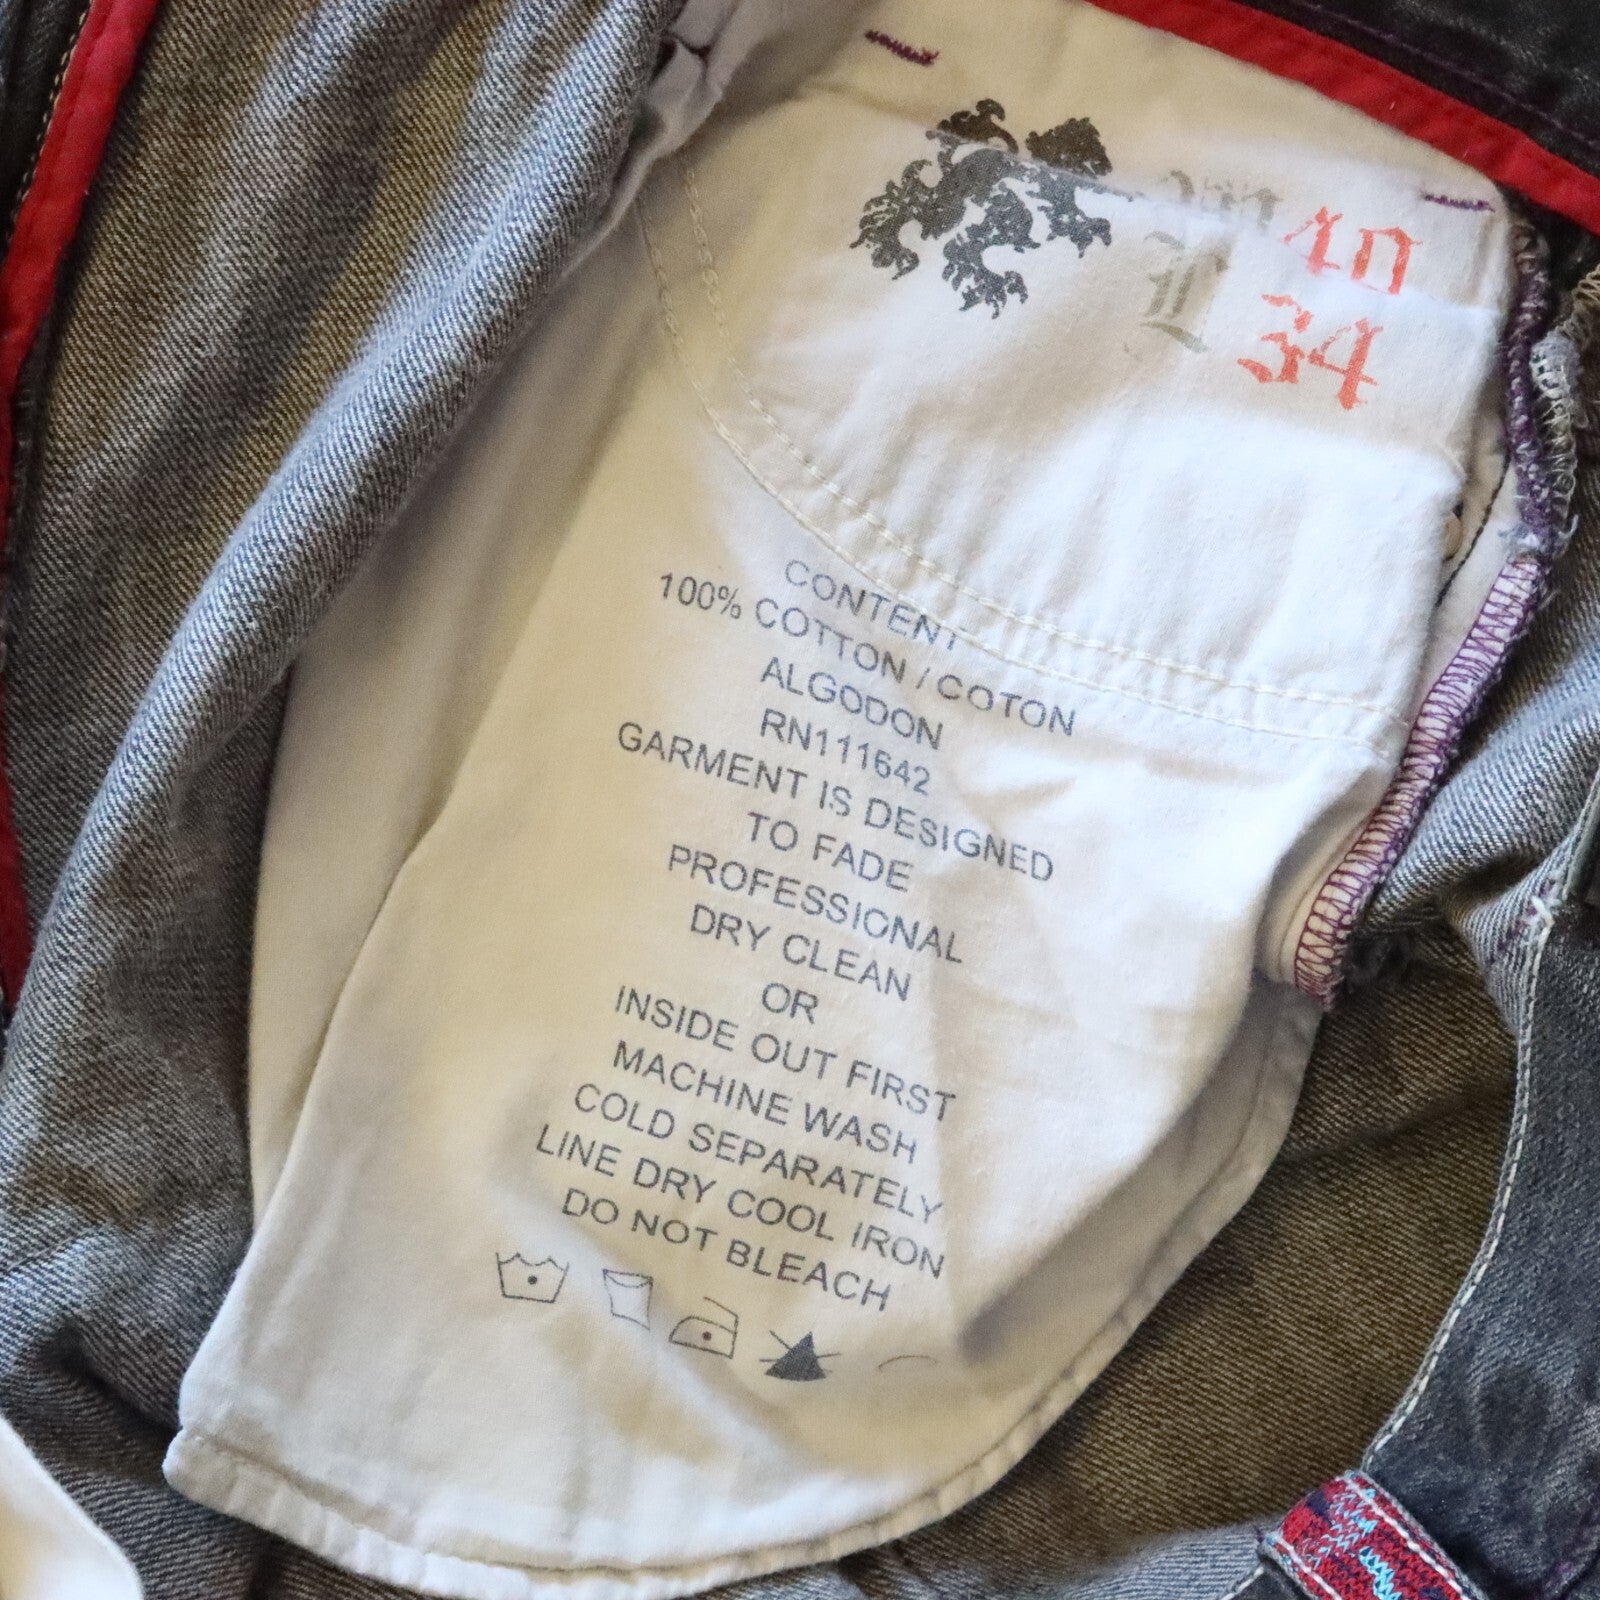 40
34
CONTENT
100% COTTON / COTON
ALGODON
RN111642
GARMENT IS DESIGNED
TO FADE
PROFESSIONAL
DRY CLEAN
OR
INSIDE OUT FIRST
MACHINE WASH
COLD SEPARATELY
LINE DRY COOL IRON
DO NOT BLEACH